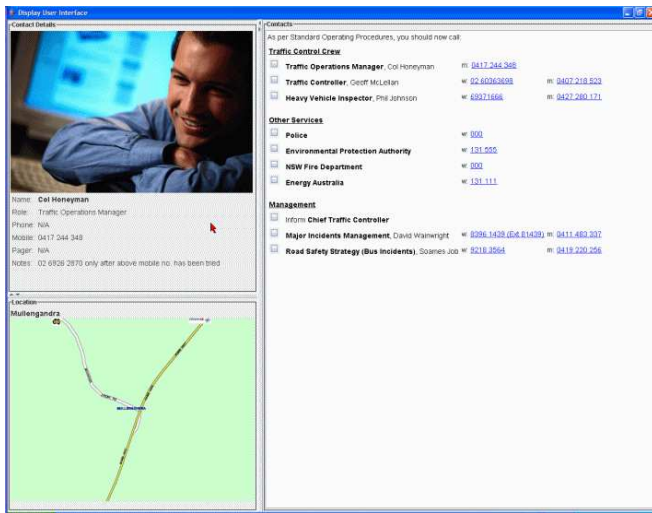 Display User Interface
Contact Details
Name: Col Honeyman
Role: Traffic Operations Manager
Phone: N/A
Mobile: 0417 244 348
Pager: N/A
Notes: 02 6926 2870 only after above mobile no. has been tried
Location
Mullengandra
MULLENGANDRA
Contacts
As per Standard Operating Procedures, you should now call:
Traffic Control Crew
Traffic Operations Manager, Col Honeyman m: 0417 244 348
Traffic Controller, Geoff McLellan w: 02 60363698 m: 0407 218 523
Heavy Vehicle Inspector, Phil Johnson w: 69371666 m: 0427 280 171
Other Services
Police w: 000
Environmental Protection Authority w: 131 555
NSW Fire Department w: 000
Energy Australia w: 131 111
Management
Inform Chief Traffic Controller
Major Incidents Management, David Wainwright w: 8396 1439 (Ext 81439) m: 0411 483 337
Road Safety Strategy (Bus Incidents), Soames Job w: 9218 3564 m: 0419 220 256